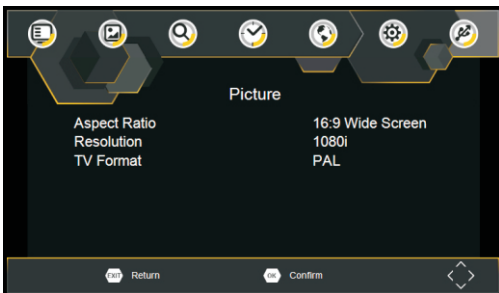 Picture
Aspect Ratio 16:9 Wide Screen
Resolution 1080i
TV Format PAL
EXIT Return OK Confirm